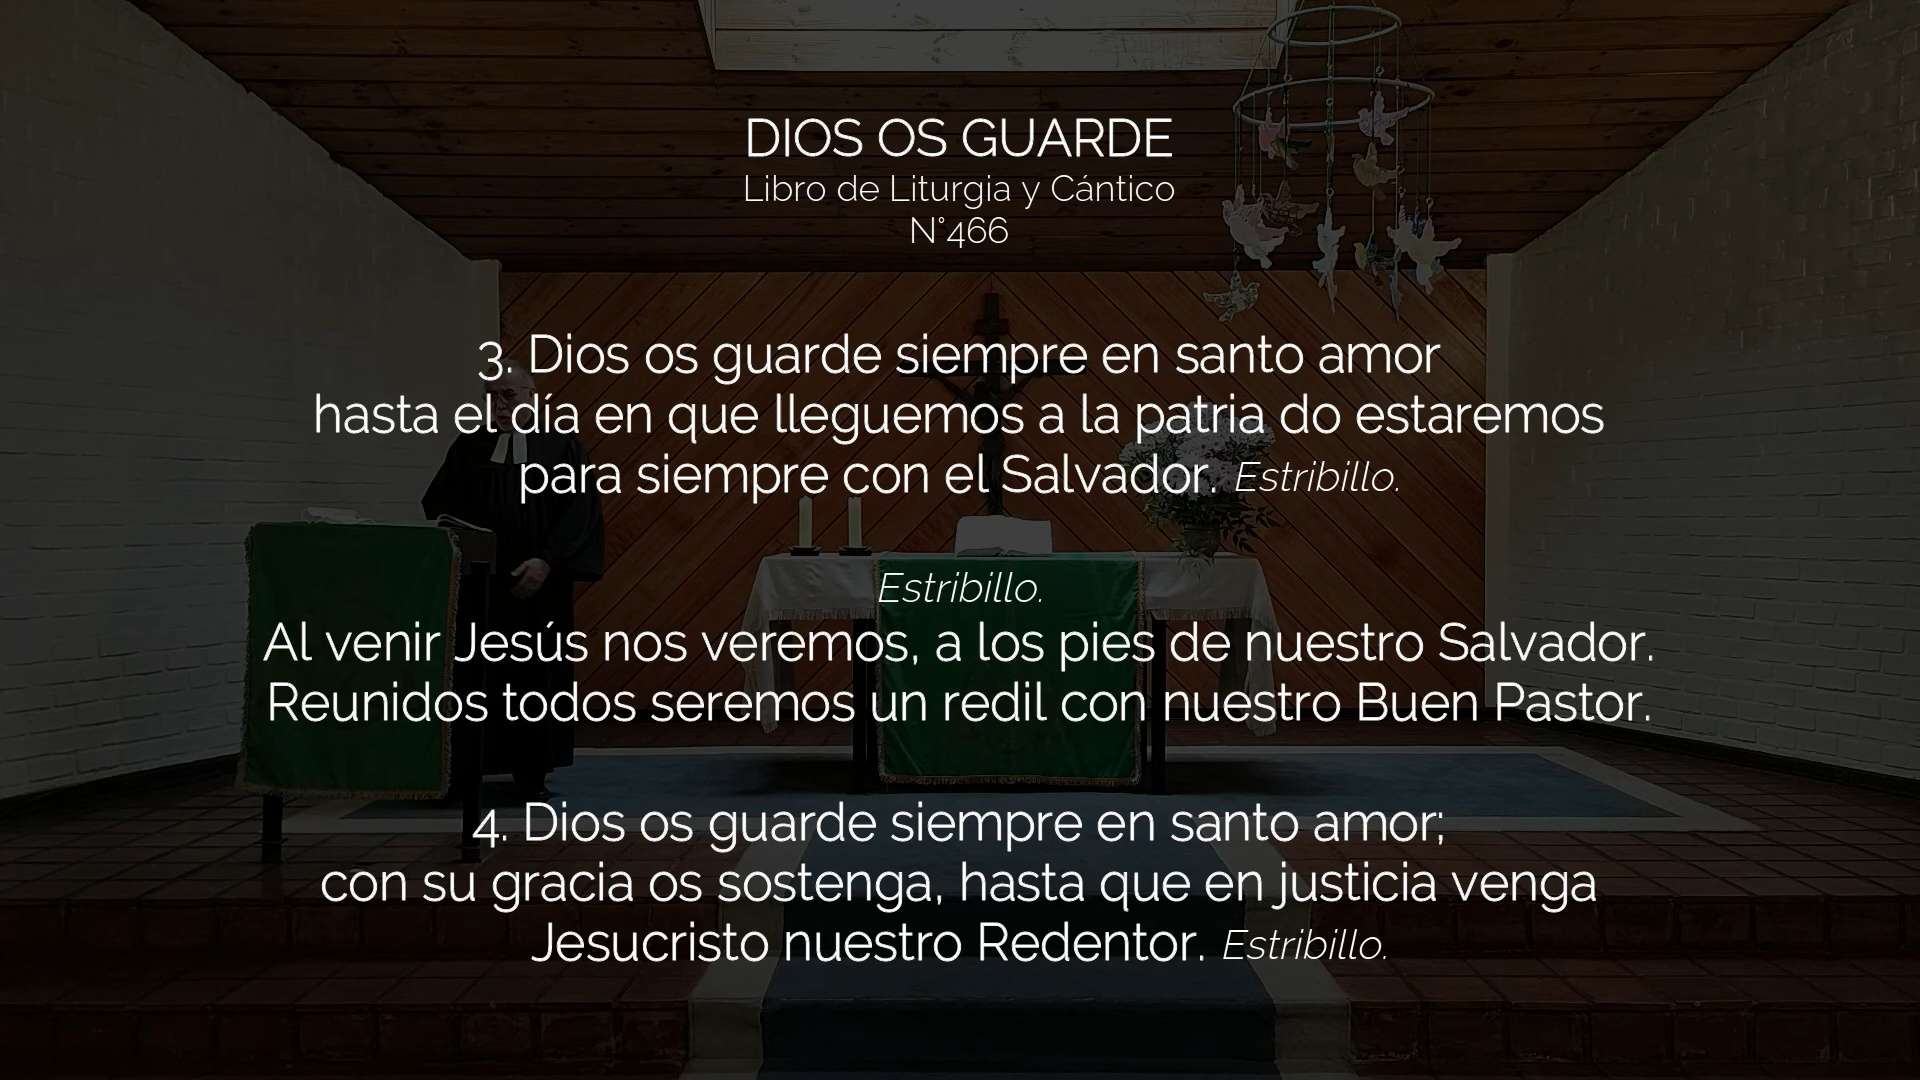 DIOS OS GUARDE
Libro de Liturgia y Cántico
N°466
3. Dios os guarde siempre en santo amor
hasta el día en que lleguemos a la patria do estaremos
para siempre con el Salvador. Estribillo.
Estribillo.
Al venir Jesús nos veremos, a los pies de nuestro Salvador.
Reunidos todos seremos un redil con nuestro Buen Pastor.
4. Dios os guarde siempre en santo amor;
con su gracia os sostenga, hasta que en justicia venga
Jesucristo nuestro Redentor. Estribillo.